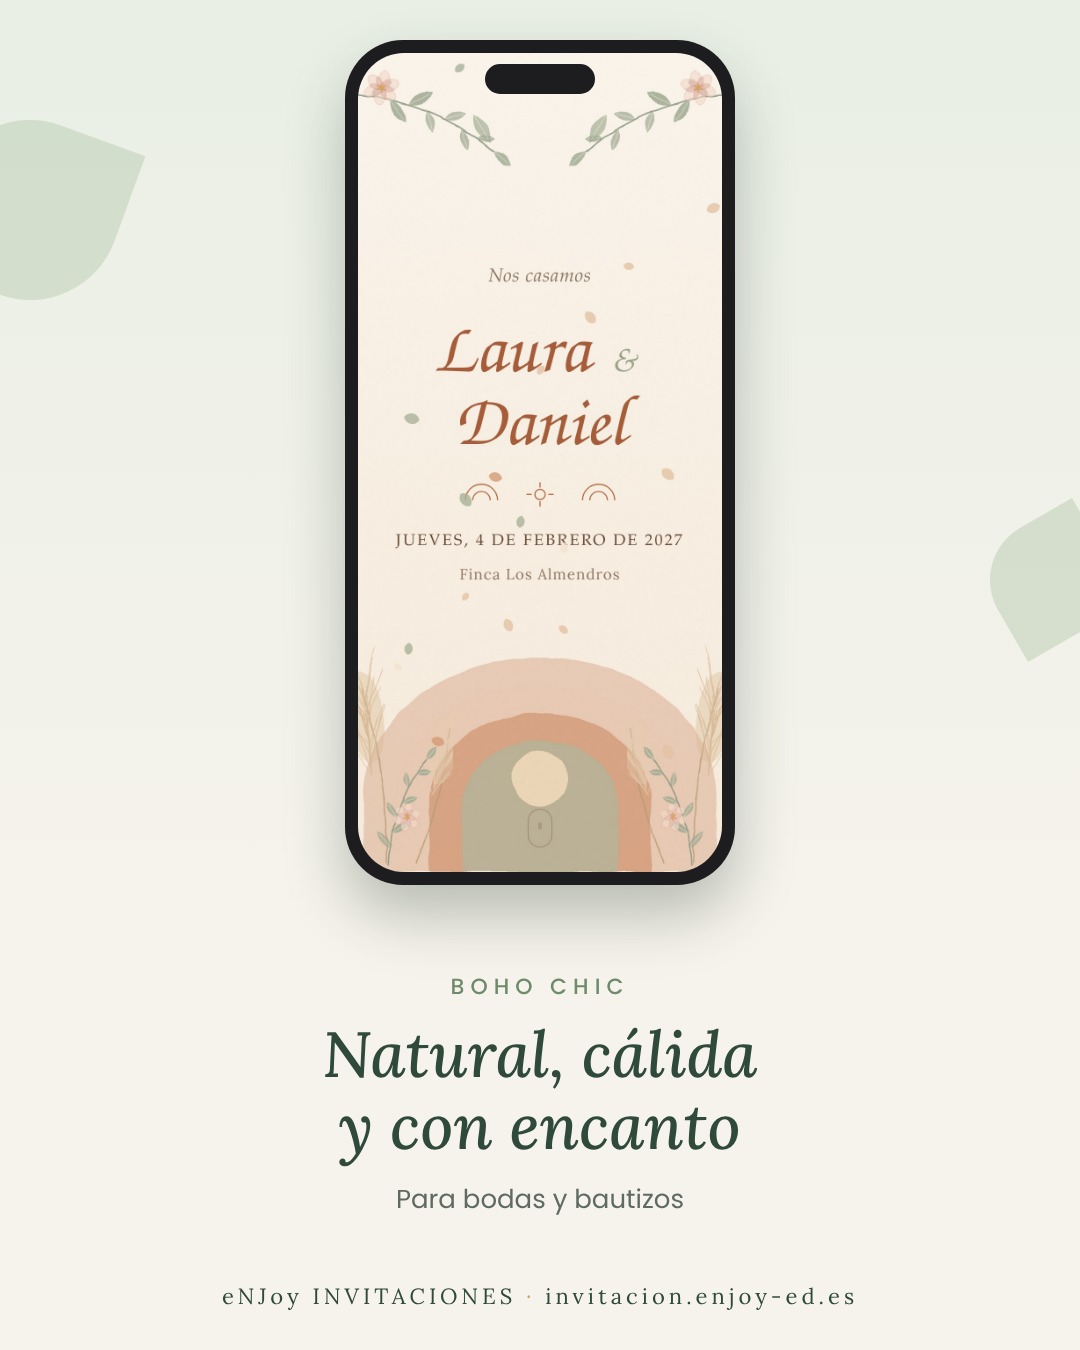 Nos casamos
Laura &
Daniel
JUEVES, 4 DE FEBRERO DE 2027
Finca Los Almendros
BOHO CHIC
Natural, cálida
y con encanto
Para bodas y bautizos
eNJoy INVITACIONES · invitacion.enjoy-ed.es